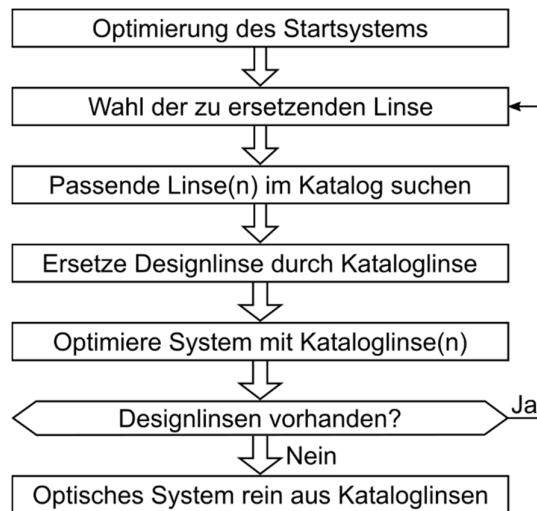 Optimierung des Startsystems
Wahl der zu ersetzenden Linse
Passende Linse(n) im Katalog suchen
Ersetze Designlinse durch Kataloglinse
Optimiere System mit Kataloglinse(n)
Designlinsen vorhanden?
Ja
Nein
Optisches System rein aus Kataloglinsen